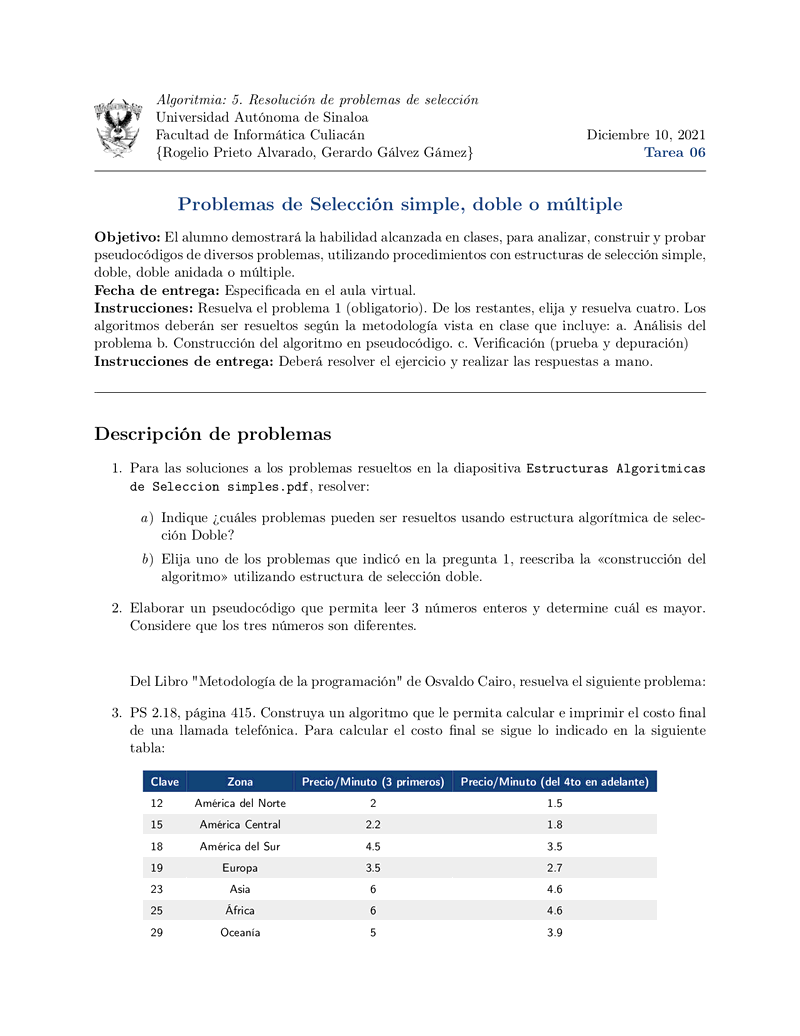 Algoritmia: 5. Resolución de problemas de selección
Universidad Autónoma de Sinaloa
Facultad de Informática Culiacán Diciembre 10, 2021
{Rogelio Prieto Alvarado, Gerardo Gálvez Gámez} Tarea 06
Problemas de Selección simple, doble o múltiple
Objetivo: El alumno demostrará la habilidad alcanzada en clases, para analizar, construir y probar
pseudocódigos de diversos problemas, utilizando procedimientos con estructuras de selección simple,
doble, doble anidada o múltiple.
Fecha de entrega: Especificada en el aula virtual.
Instrucciones: Resuelva el problema 1 (obligatorio). De los restantes, elija y resuelva cuatro. Los
algoritmos deberán ser resueltos según la metodología vista en clase que incluye: a. Análisis del
problema b. Construcción del algoritmo en pseudocódigo. c. Verificación (prueba y depuración)
Instrucciones de entrega: Deberá resolver el ejercicio y realizar las respuestas a mano.
Descripción de problemas
1. Para las soluciones a los problemas resueltos en la diapositiva Estructuras Algoritmicas
de Seleccion simples.pdf, resolver:
a) Indique ¿cuáles problemas pueden ser resueltos usando estructura algorítmica de selec-
ción Doble?
b) Elija uno de los problemas que indicó en la pregunta 1, reescriba la «construcción del
algoritmo» utilizando estructura de selección doble.
2. Elaborar un pseudocódigo que permita leer 3 números enteros y determine cuál es mayor.
Considere que los tres números son diferentes.
Del Libro "Metodología de la programación" de Osvaldo Cairo, resuelva el siguiente problema:
3. PS 2.18, página 415. Construya un algoritmo que le permita calcular e imprimir el costo final
de una llamada telefónica. Para calcular el costo final se sigue lo indicado en la siguiente
tabla:
Clave Zona Precio/Minuto (3 primeros) Precio/Minuto (del 4to en adelante)
12 América del Norte 2 1.5
15 América Central 2.2 1.8
18 América del Sur 4.5 3.5
19 Europa 3.5 2.7
23 Asia 6 4.6
25 África 6 4.6
29 Oceanía 5 3.9